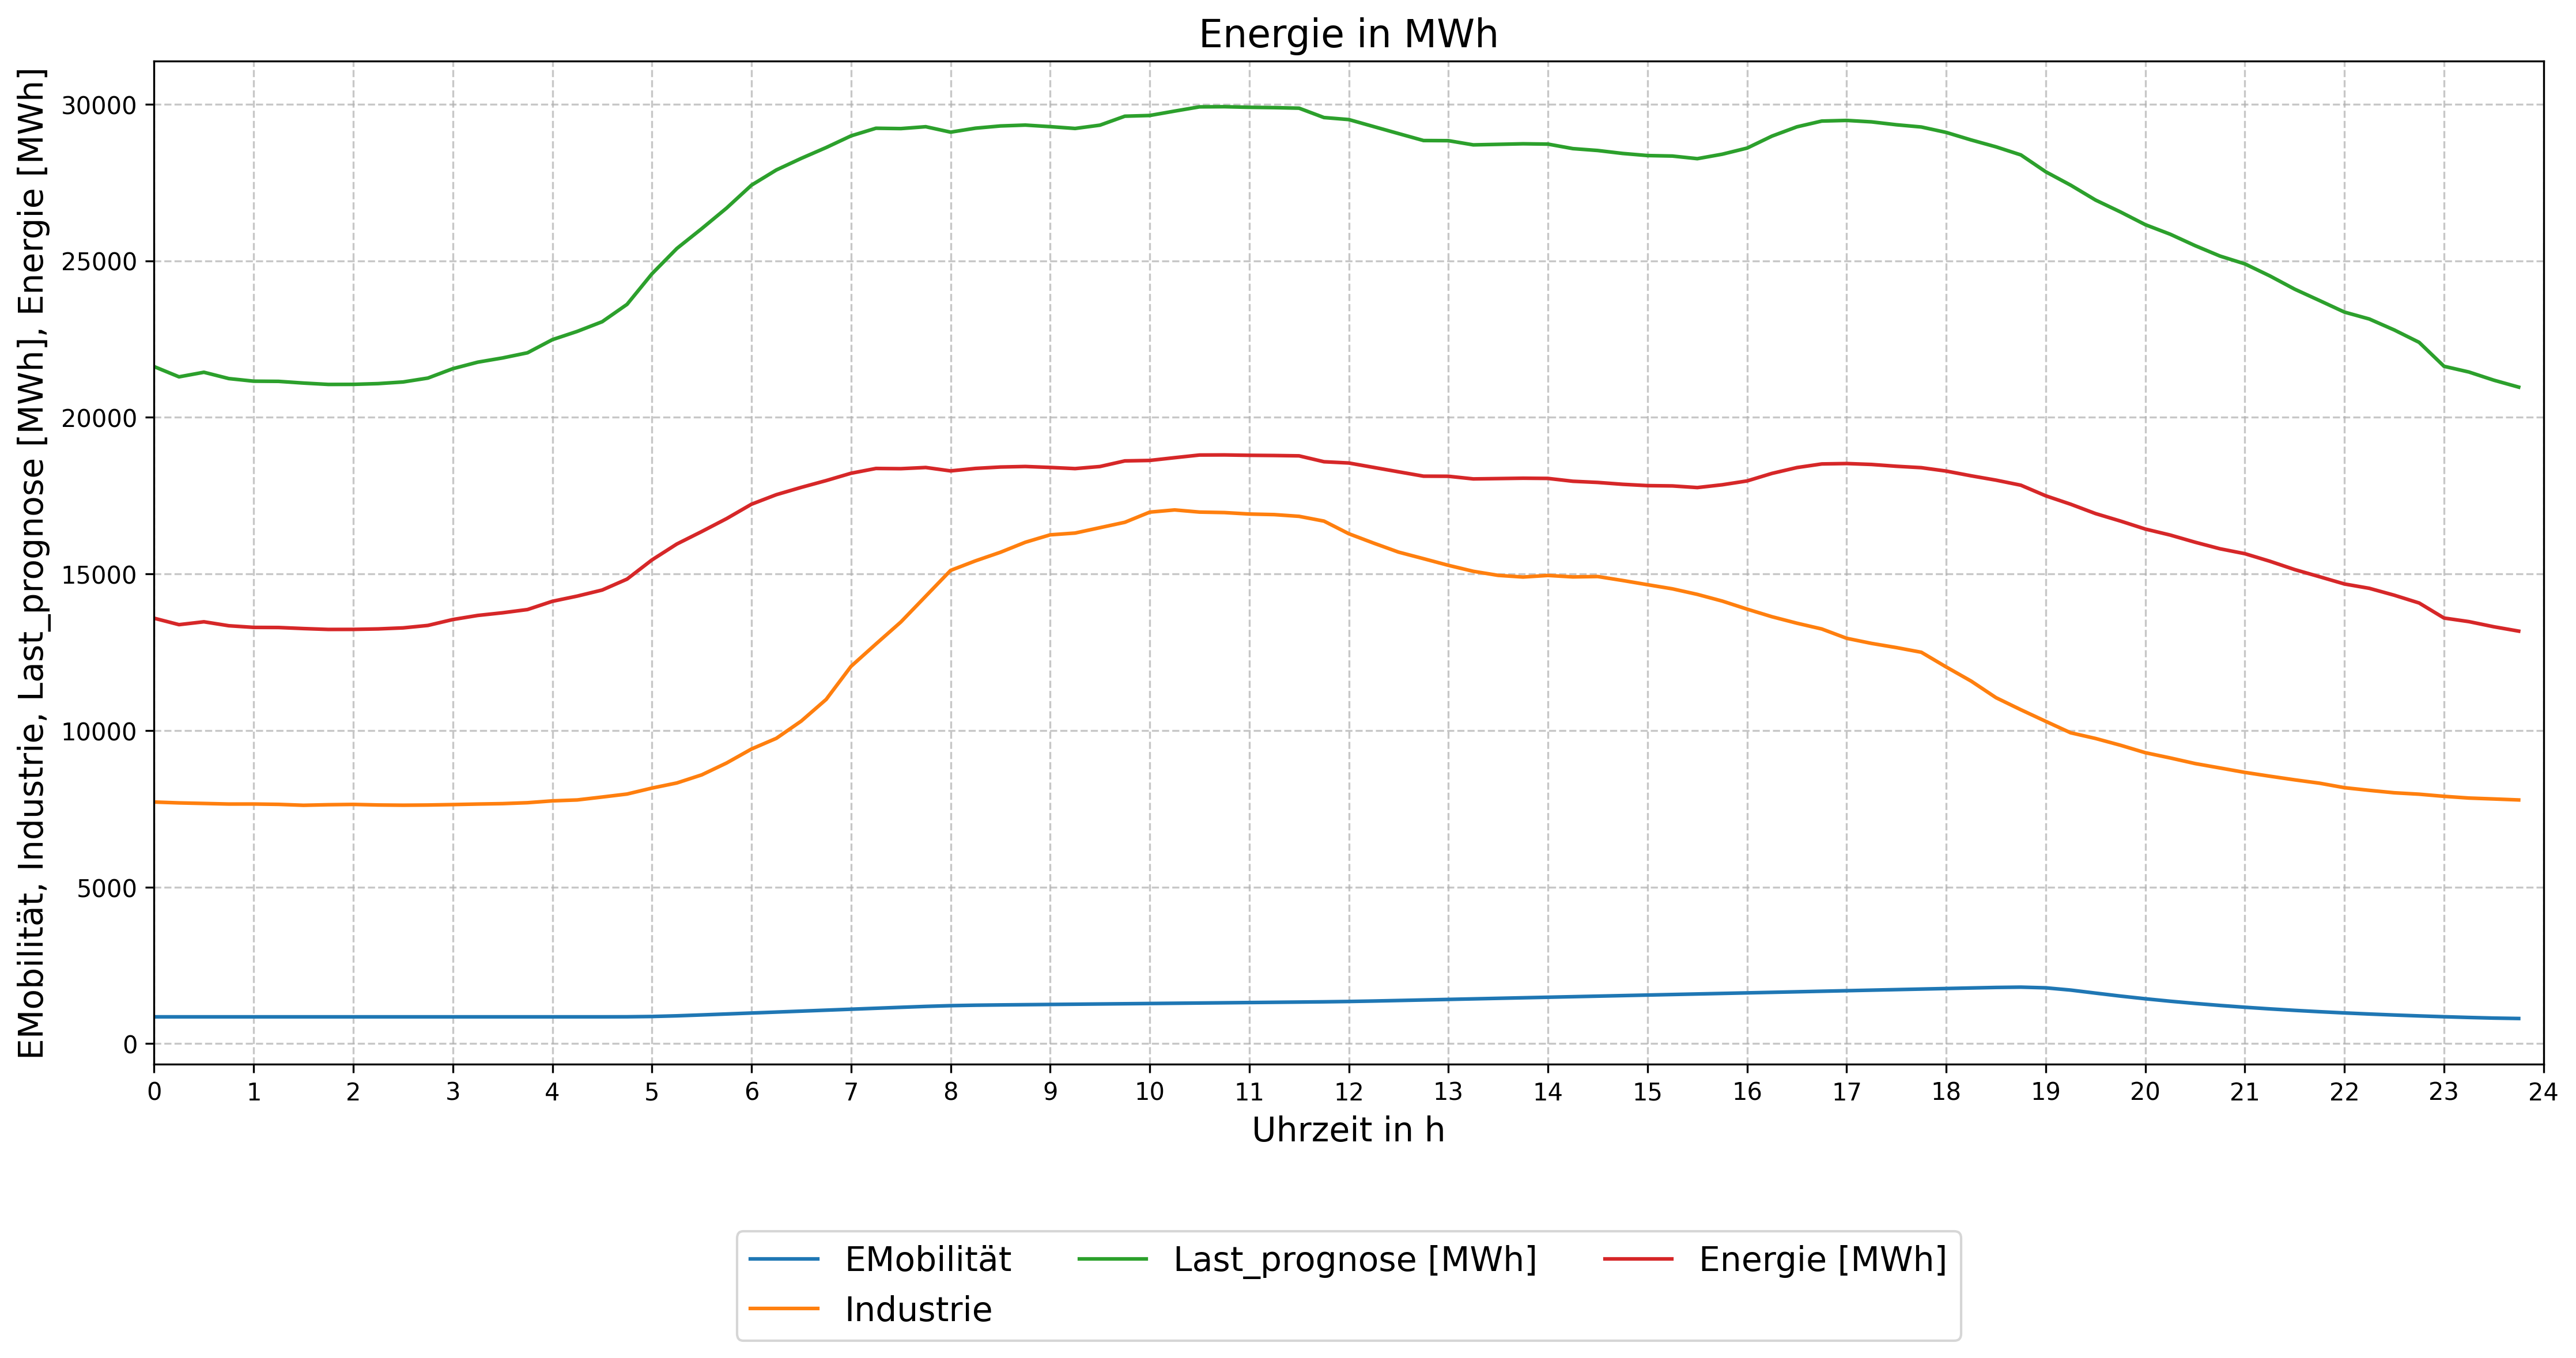 Energie in MWh
EMobilität, Industrie, Last_prognose [MWh], Energie [MWh]
30000
25000
20000
15000
10000
5000
0
0 1 2 3 4 5 6 7 8 9 10 11 12 13 14 15 16 17 18 19 20 21 22 23 24
Uhrzeit in h
EMobilität Last_prognose [MWh] Energie [MWh]
Industrie